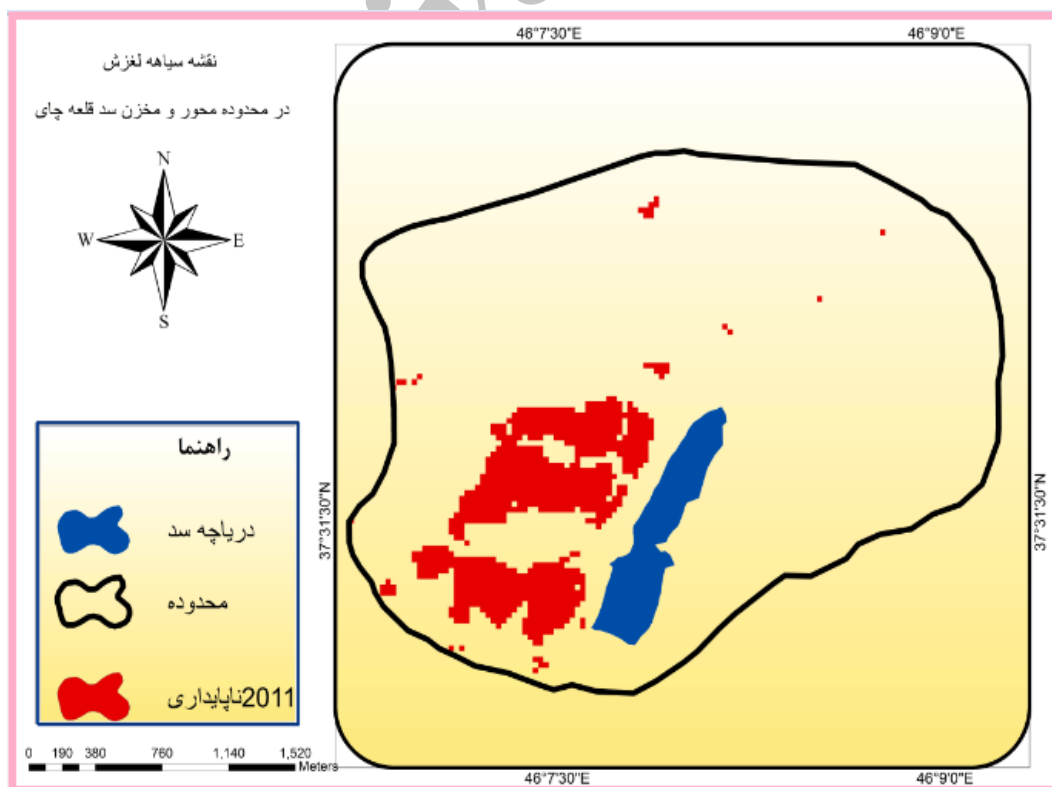 نقشه سیاهه لغزش
در محدوده محور و مخزن سد قلعه چای
N
W E
S
راهنما
دریاچه سد
محدوده
ناپایداری2011
0 190 380 760 1,140 1,520
Meters
46°7'30"E 46°9'0"E
37°31'30"N 37°31'30"N
46°7'30"E 46°9'0"E